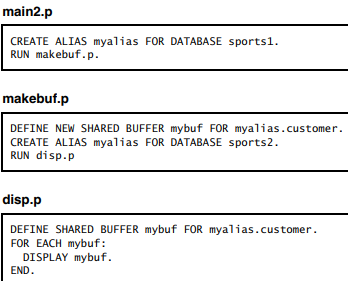 main2.p
CREATE ALIAS myalias FOR DATABASE sports1.
RUN makebuf.p.
makebuf.p
DEFINE NEW SHARED BUFFER mybuf FOR myalias.customer.
CREATE ALIAS myalias FOR DATABASE sports2.
RUN disp.p
disp.p
DEFINE SHARED BUFFER mybuf FOR myalias.customer.
FOR EACH mybuf:
  DISPLAY mybuf.
END.